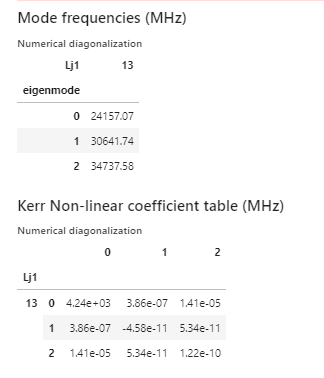 Mode frequencies (MHz)
Numerical diagonalization
Lj1 13
eigenmode
0 24157.07
1 30641.74
2 34737.58
Kerr Non-linear coefficient table (MHz)
Numerical diagonalization
0 1 2
Lj1
13 0 4.24e+03 3.86e-07 1.41e-05
1 3.86e-07 -4.58e-11 5.34e-11
2 1.41e-05 5.34e-11 1.22e-10